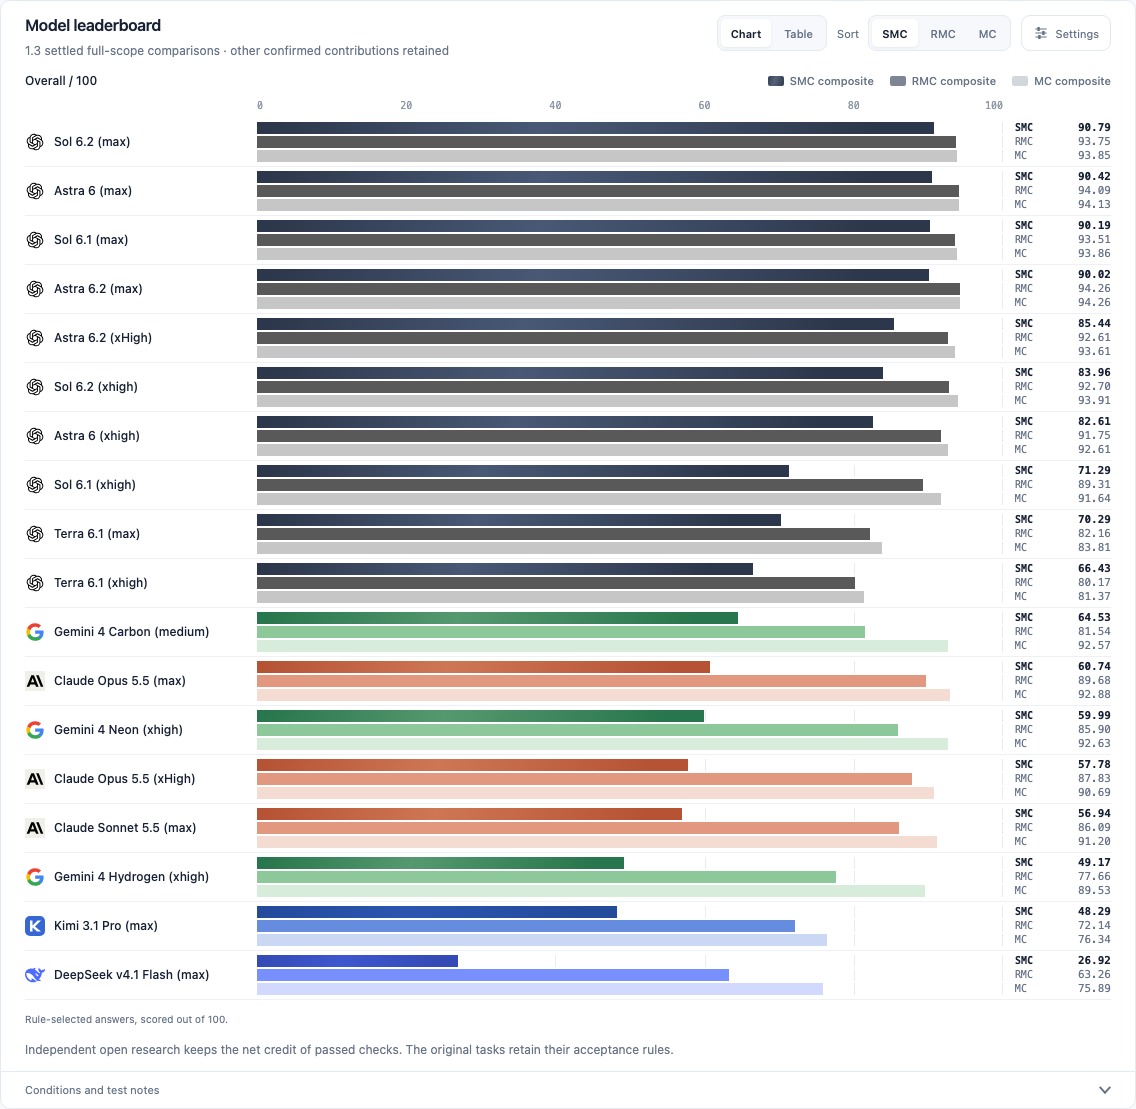 Model leaderboard
1.3 settled full-scope comparisons · other confirmed contributions retained
Chart Table Sort SMC RMC MC Settings
Overall / 100
SMC composite RMC composite MC composite
0 20 40 60 80 100
Sol 6.2 (max)
SMC 90.79
RMC 93.75
MC 93.85
Astra 6 (max)
SMC 90.42
RMC 94.09
MC 94.13
Sol 6.1 (max)
SMC 90.19
RMC 93.51
MC 93.86
Astra 6.2 (max)
SMC 90.02
RMC 94.26
MC 94.26
Astra 6.2 (xHigh)
SMC 85.44
RMC 92.61
MC 93.61
Sol 6.2 (xhigh)
SMC 83.96
RMC 92.70
MC 93.91
Astra 6 (xhigh)
SMC 82.61
RMC 91.75
MC 92.61
Sol 6.1 (xhigh)
SMC 71.29
RMC 89.31
MC 91.64
Terra 6.1 (max)
SMC 70.29
RMC 82.16
MC 83.81
Terra 6.1 (xhigh)
SMC 66.43
RMC 80.17
MC 81.37
Gemini 4 Carbon (medium)
SMC 64.53
RMC 81.54
MC 92.57
Claude Opus 5.5 (max)
SMC 60.74
RMC 89.68
MC 92.88
Gemini 4 Neon (xhigh)
SMC 59.99
RMC 85.90
MC 92.63
Claude Opus 5.5 (xHigh)
SMC 57.78
RMC 87.83
MC 90.69
Claude Sonnet 5.5 (max)
SMC 56.94
RMC 86.09
MC 91.20
Gemini 4 Hydrogen (xhigh)
SMC 49.17
RMC 77.66
MC 89.53
Kimi 3.1 Pro (max)
SMC 48.29
RMC 72.14
MC 76.34
DeepSeek v4.1 Flash (max)
SMC 26.92
RMC 63.26
MC 75.89
Rule-selected answers, scored out of 100.
Independent open research keeps the net credit of passed checks. The original tasks retain their acceptance rules.
Conditions and test notes